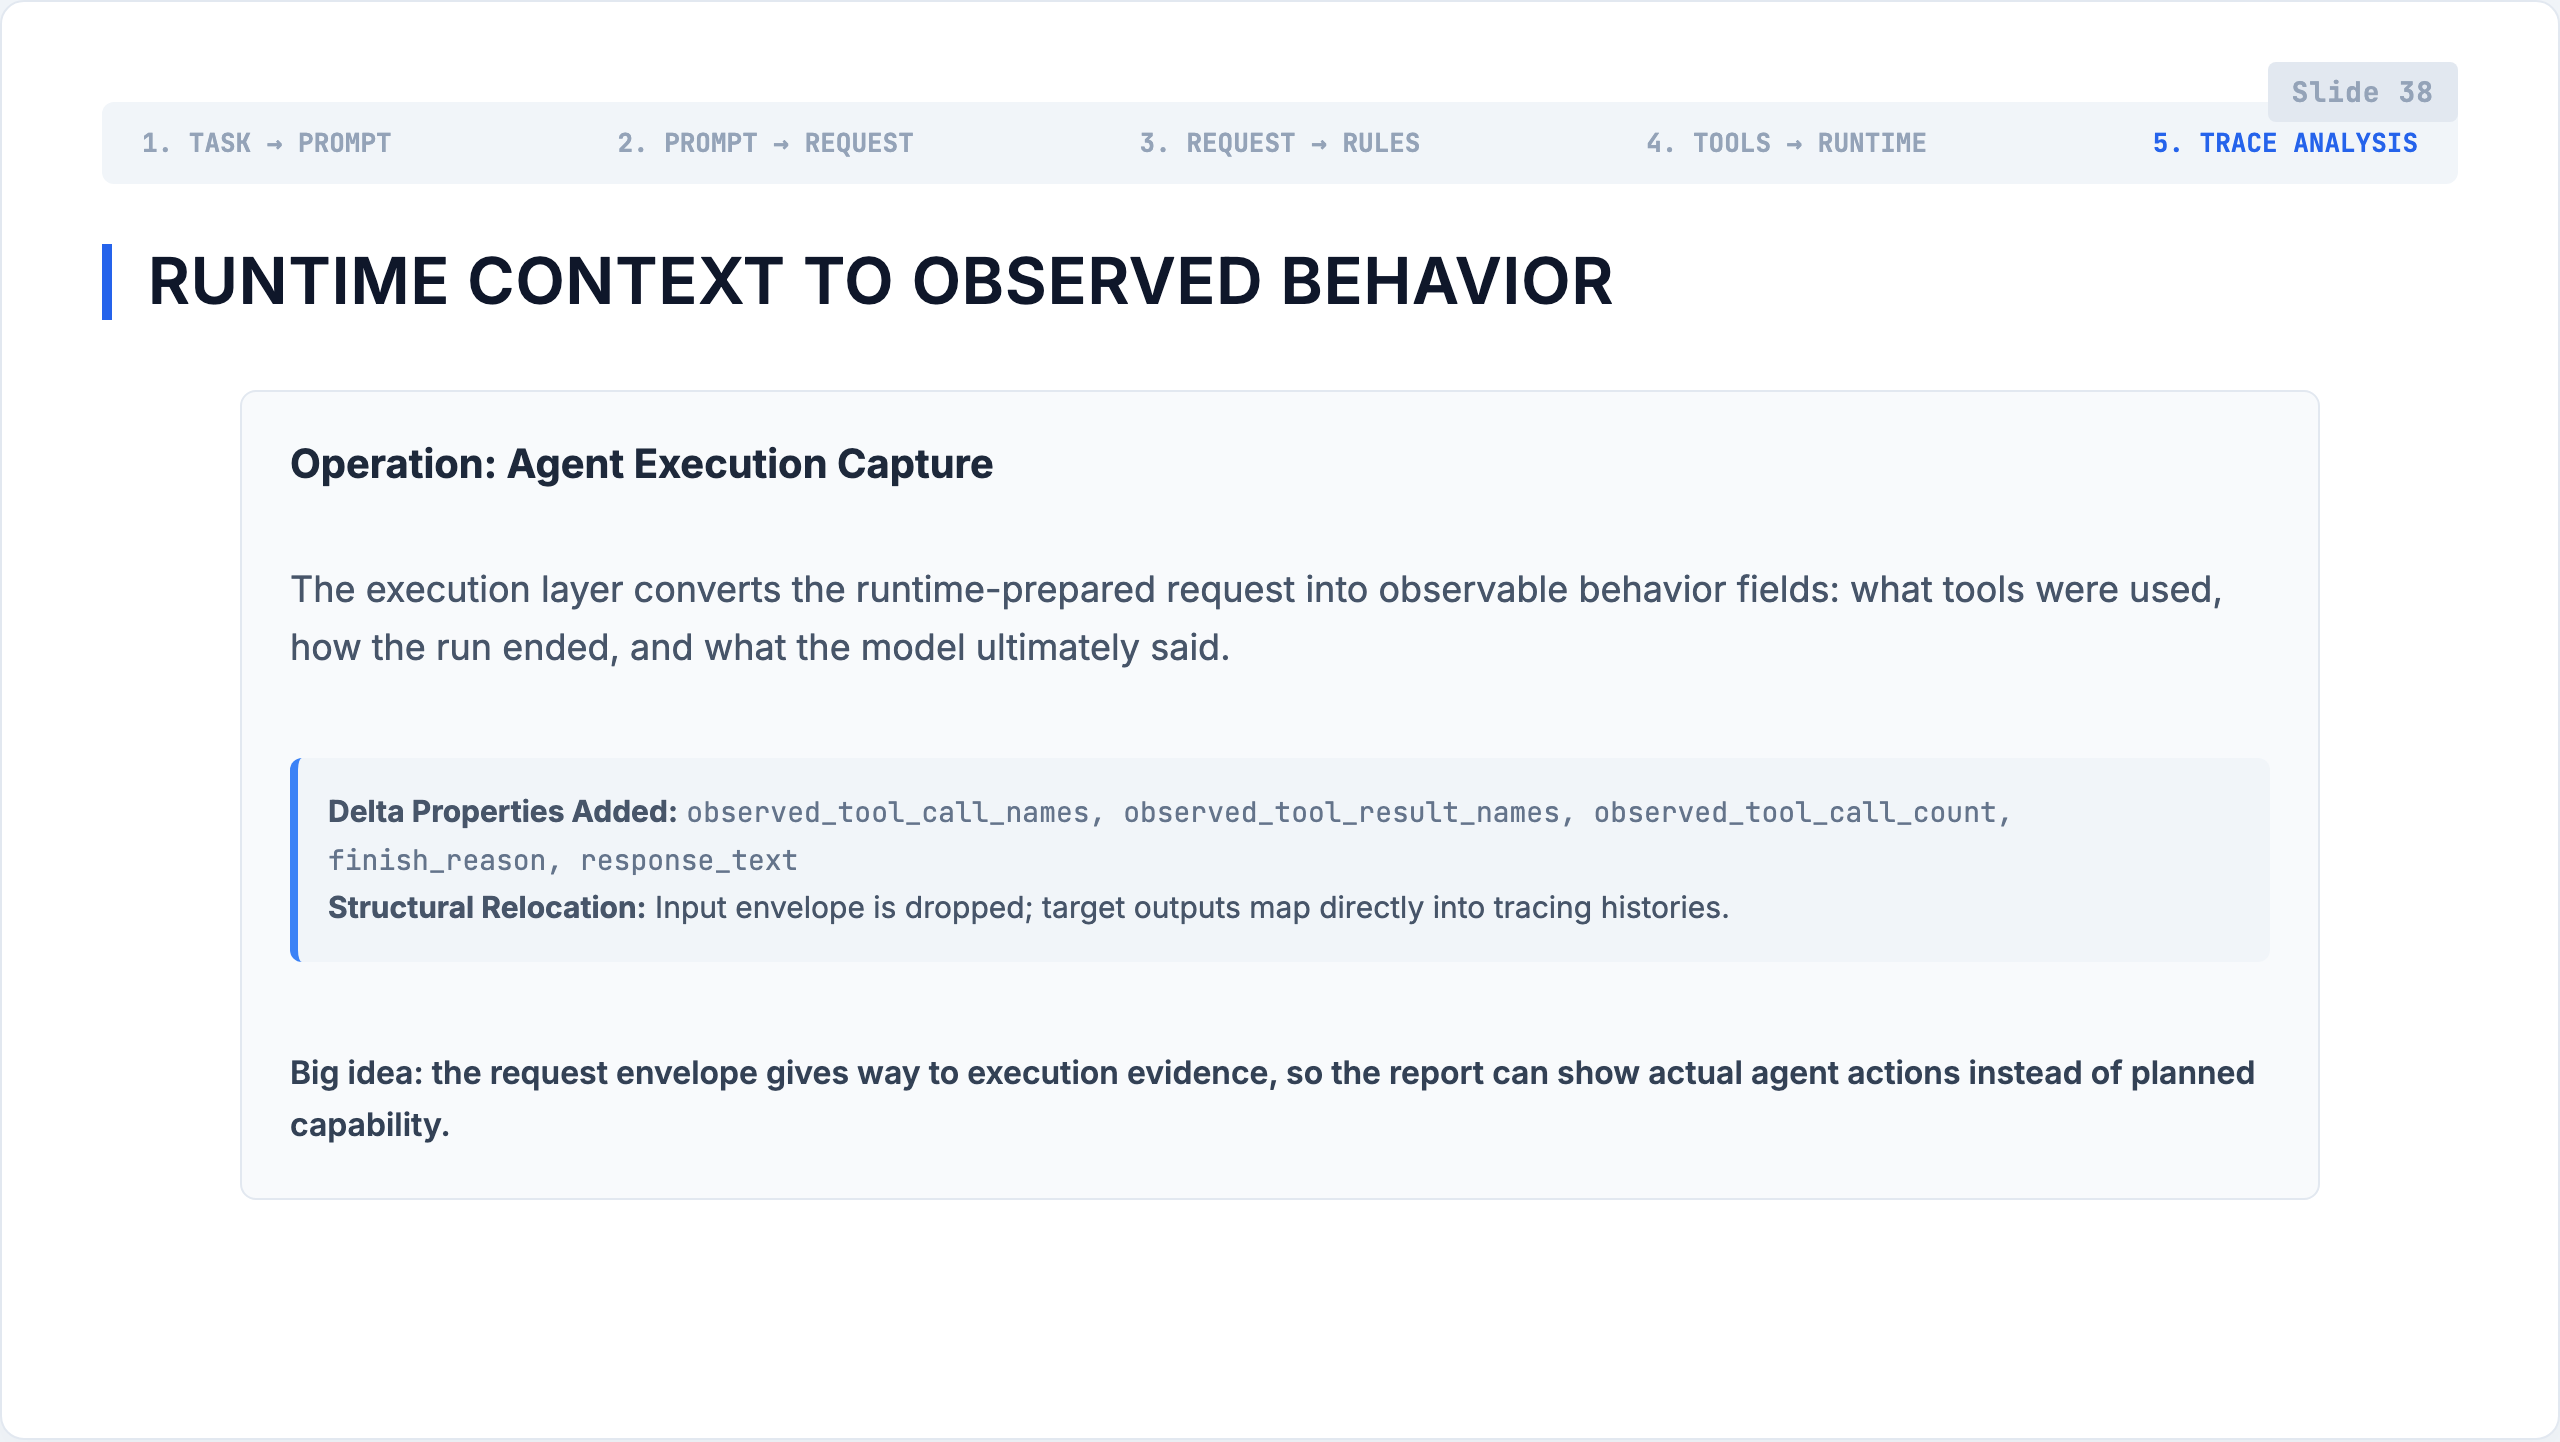 Slide 38
1. TASK → PROMPT
2. PROMPT → REQUEST
3. REQUEST → RULES
4. TOOLS → RUNTIME
5. TRACE ANALYSIS
RUNTIME CONTEXT TO OBSERVED BEHAVIOR
Operation: Agent Execution Capture
The execution layer converts the runtime-prepared request into observable behavior fields: what tools were used,
how the run ended, and what the model ultimately said.
Delta Properties Added: observed_tool_call_names, observed_tool_result_names, observed_tool_call_count,
finish_reason, response_text
Structural Relocation: Input envelope is dropped; target outputs map directly into tracing histories.
Big idea: the request envelope gives way to execution evidence, so the report can show actual agent actions instead of planned
capability.